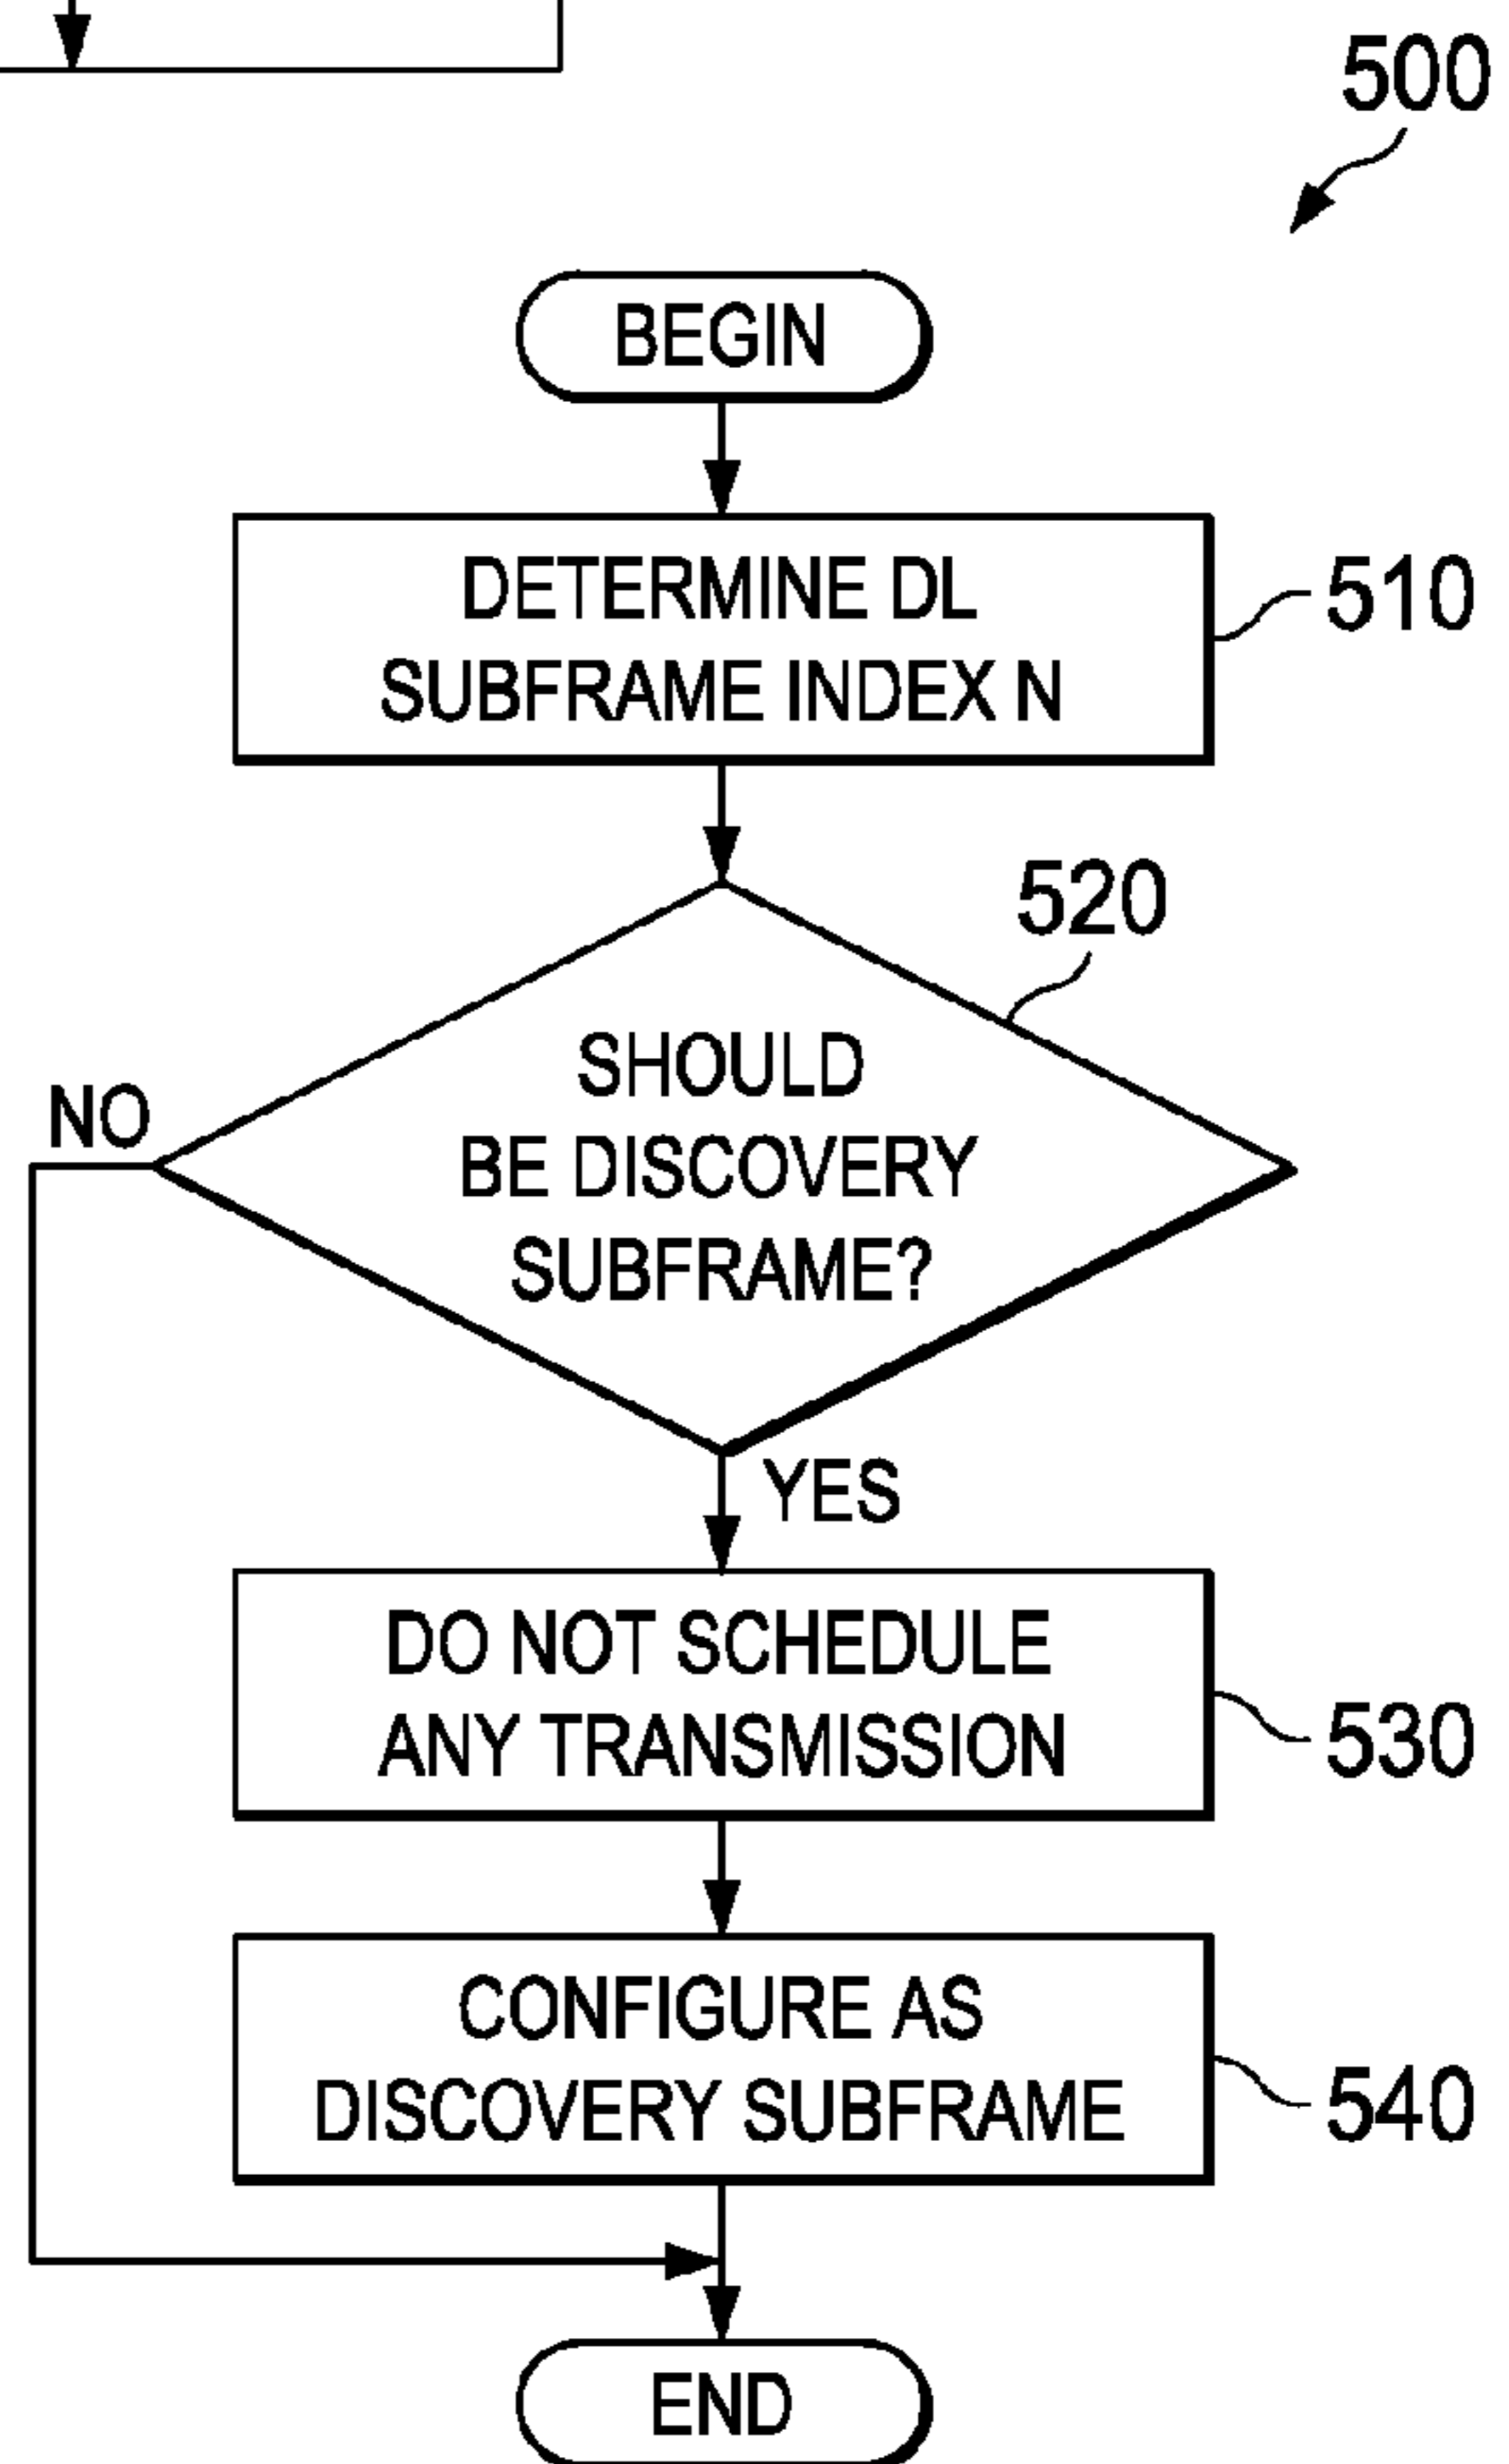 500
BEGIN
DETERMINE DL
SUBFRAME INDEX N
510
520
SHOULD
BE DISCOVERY
SUBFRAME?
NO
YES
DO NOT SCHEDULE
ANY TRANSMISSION
530
CONFIGURE AS
DISCOVERY SUBFRAME
540
END